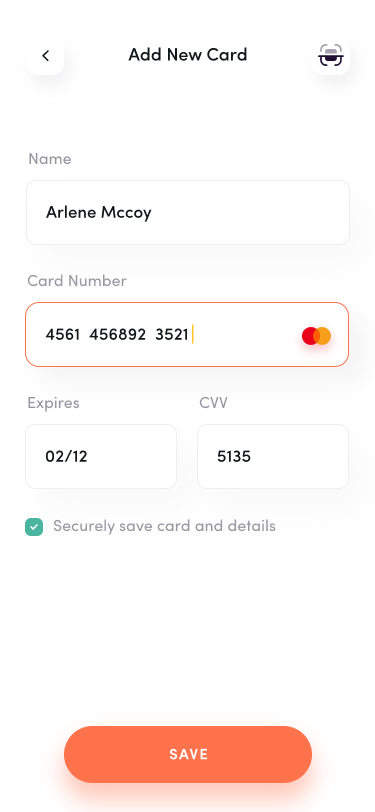 Add New Card
Name
Arlene Mccoy
Card Number
4561 456892 3521
Expires CVV
02/12 5135
Securely save card and details
SAVE